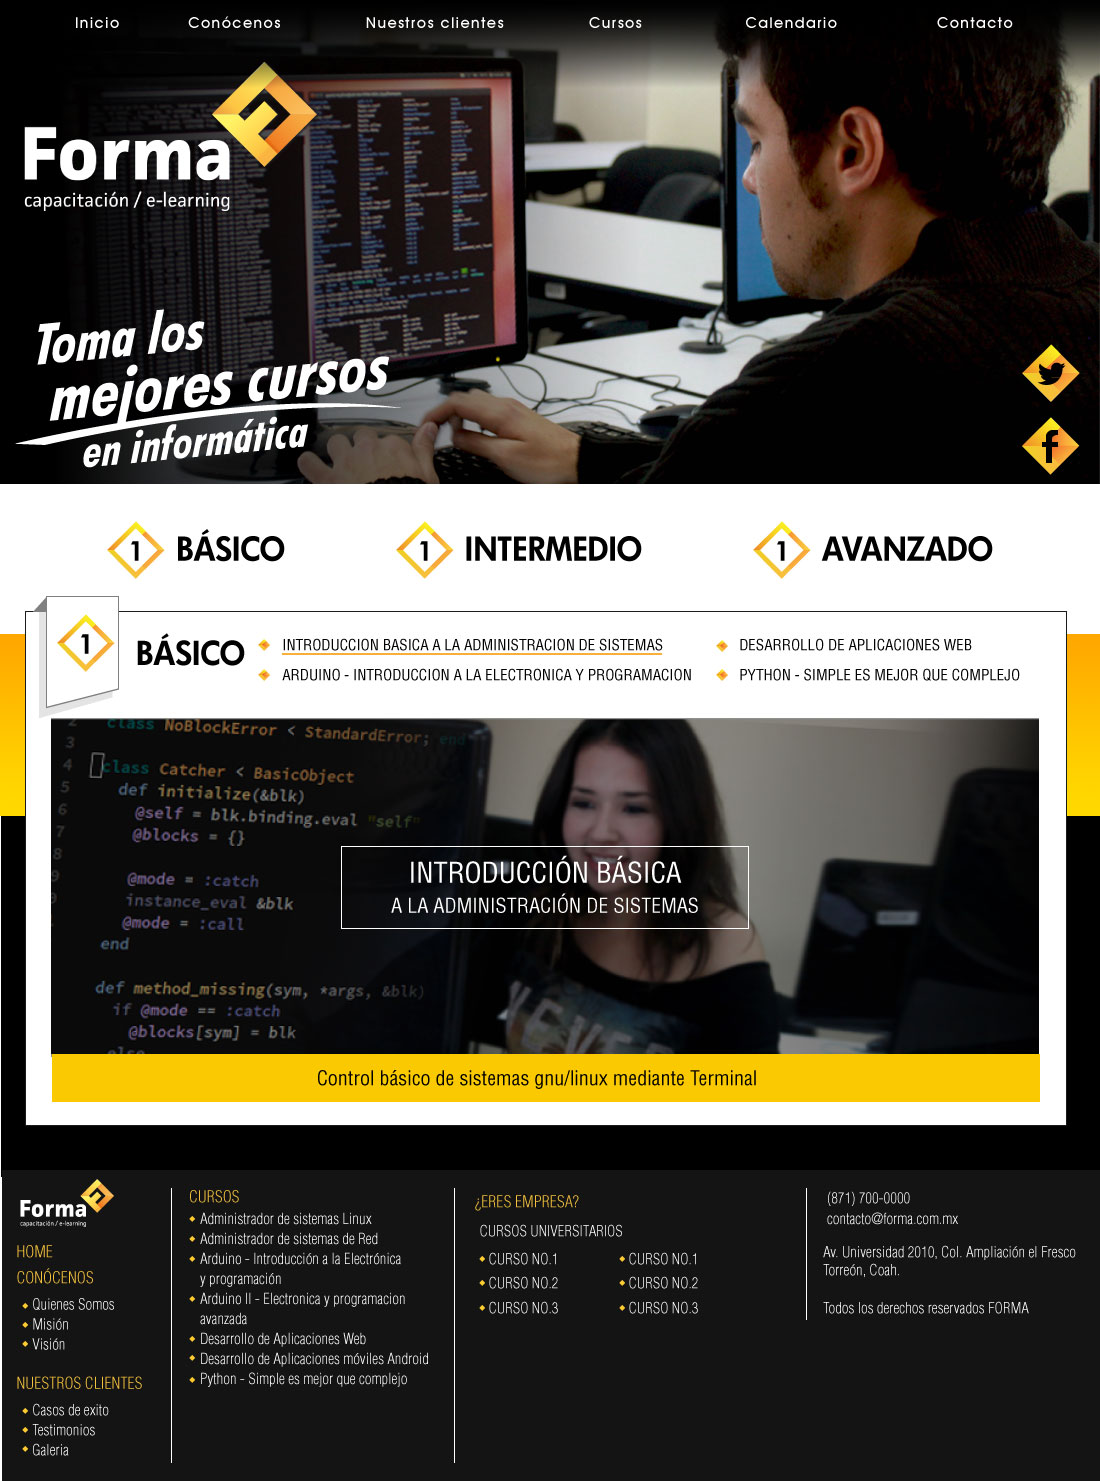 Inicio
Conócenos
Nuestros clientes
Cursos
Calendario
Contacto
Forma
capacitación / e-learning
Toma los
mejores cursos
en informática
1 BÁSICO
1 INTERMEDIO
1 AVANZADO
1
BÁSICO
INTRODUCCION BASICA A LA ADMINISTRACION DE SISTEMAS
ARDUINO - INTRODUCCION A LA ELECTRONICA Y PROGRAMACION
DESARROLLO DE APLICACIONES WEB
PYTHON - SIMPLE ES MEJOR QUE COMPLEJO
2 class NoBlockError < StandardError; end
3
4 class Catcher < BasicObject
5 def initialize(&blk)
6 @self = blk.binding.eval "self"
7 @blocks = {}
8
@mode = :catch
instance_eval &blk
@mode = :call
end
def method_missing(sym, *args, &blk)
if @mode == :catch
@blocks[sym] = blk
else
INTRODUCCIÓN BÁSICA
A LA ADMINISTRACIÓN DE SISTEMAS
Control básico de sistemas gnu/linux mediante Terminal
Forma
capacitación / e-learning
HOME
CONÓCENOS
Quienes Somos
Misión
Visión
NUESTROS CLIENTES
Casos de exito
Testimonios
Galeria
CURSOS
Administrador de sistemas Linux
Administrador de sistemas de Red
Arduino - Introducción a la Electrónica
y programación
Arduino II - Electronica y programacion
avanzada
Desarrollo de Aplicaciones Web
Desarrollo de Aplicaciones móviles Android
Python - Simple es mejor que complejo
¿ERES EMPRESA?
CURSOS UNIVERSITARIOS
CURSO NO.1
CURSO NO.2
CURSO NO.3
CURSO NO.1
CURSO NO.2
CURSO NO.3
(871) 700-0000
contacto@forma.com.mx
Av. Universidad 2010, Col. Ampliación el Fresco
Torreón, Coah.
Todos los derechos reservados FORMA